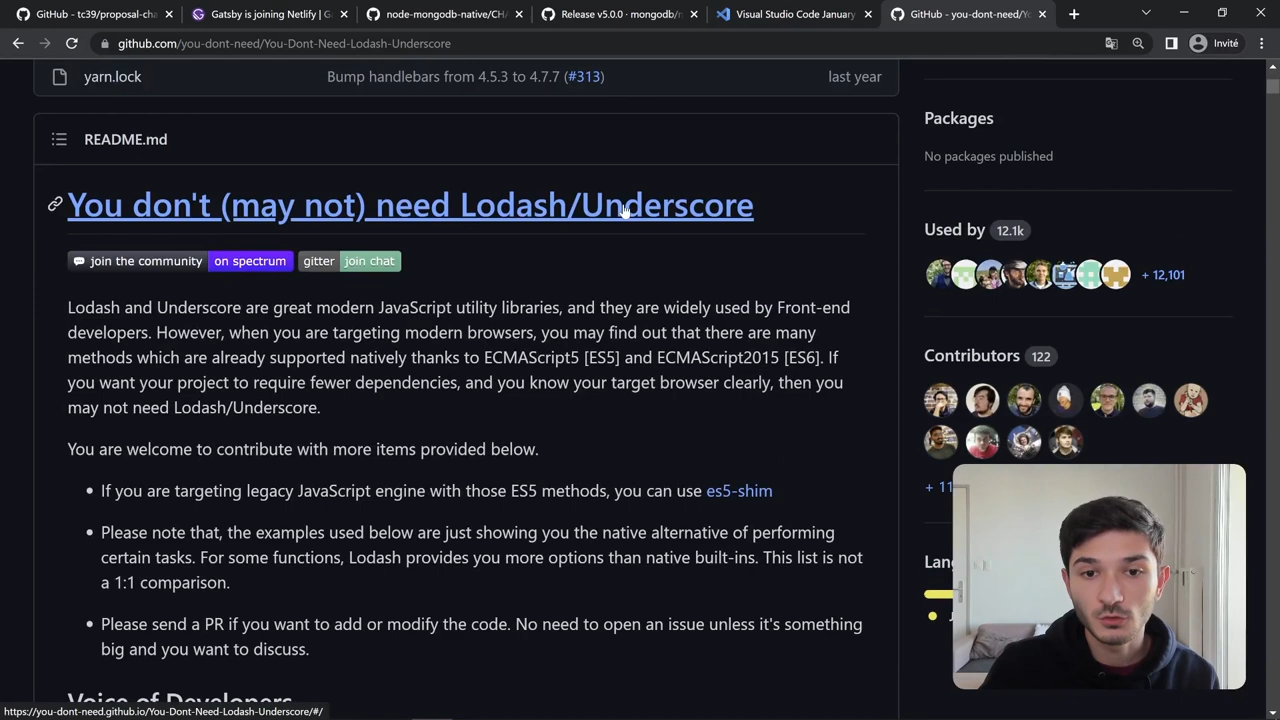 GitHub - tc39/proposal-cha
Gatsby is joining Netlify | G
node-mongodb-native/CHA
Release v5.0.0 · mongodb/n
Visual Studio Code January
GitHub - you-dont-need/Yo
github.com/you-dont-need/You-Dont-Need-Lodash-Underscore
Invité
yarn.lock
Bump handlebars from 4.5.3 to 4.7.7 (#313)
last year
README.md
You don't (may not) need Lodash/Underscore
join the community on spectrum gitter join chat
Lodash and Underscore are great modern JavaScript utility libraries, and they are widely used by Front-end
developers. However, when you are targeting modern browsers, you may find out that there are many
methods which are already supported natively thanks to ECMAScript5 [ES5] and ECMAScript2015 [ES6]. If
you want your project to require fewer dependencies, and you know your target browser clearly, then you
may not need Lodash/Underscore.
You are welcome to contribute with more items provided below.
• If you are targeting legacy JavaScript engine with those ES5 methods, you can use es5-shim
• Please note that, the examples used below are just showing you the native alternative of performing
certain tasks. For some functions, Lodash provides you more options than native built-ins. This list is not
a 1:1 comparison.
• Please send a PR if you want to add or modify the code. No need to open an issue unless it's something
big and you want to discuss.
Voice of Developers
Packages
No packages published
Used by 12.1k
+ 12,101
Contributors 122
+ 11
Lan
https://you-dont-need.github.io/You-Dont-Need-Lodash-Underscore/#/